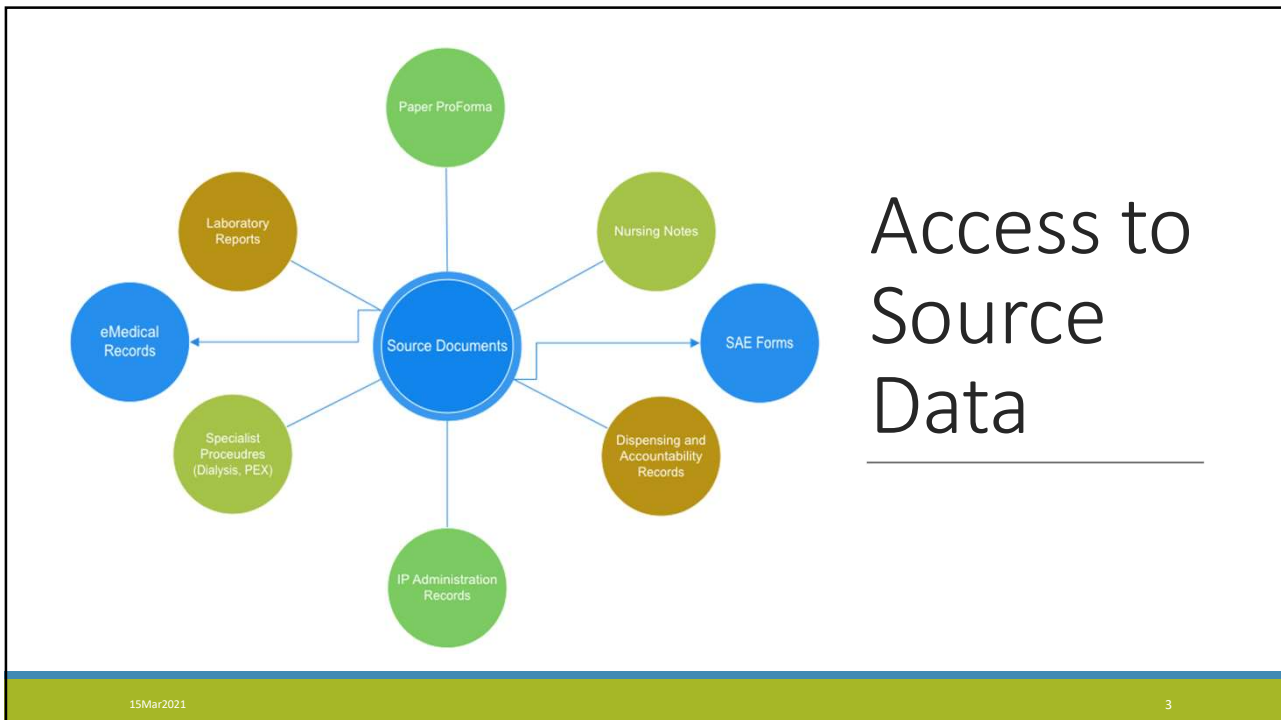 Paper ProForma
Laboratory
Reports
Nursing Notes
eMedical
Records
Source Documents
SAE Forms
Specialist
Proceudres
(Dialysis, PEX)
Dispensing and
Accountability
Records
IP Administration
Records
Access to
Source
Data
15Mar2021
3